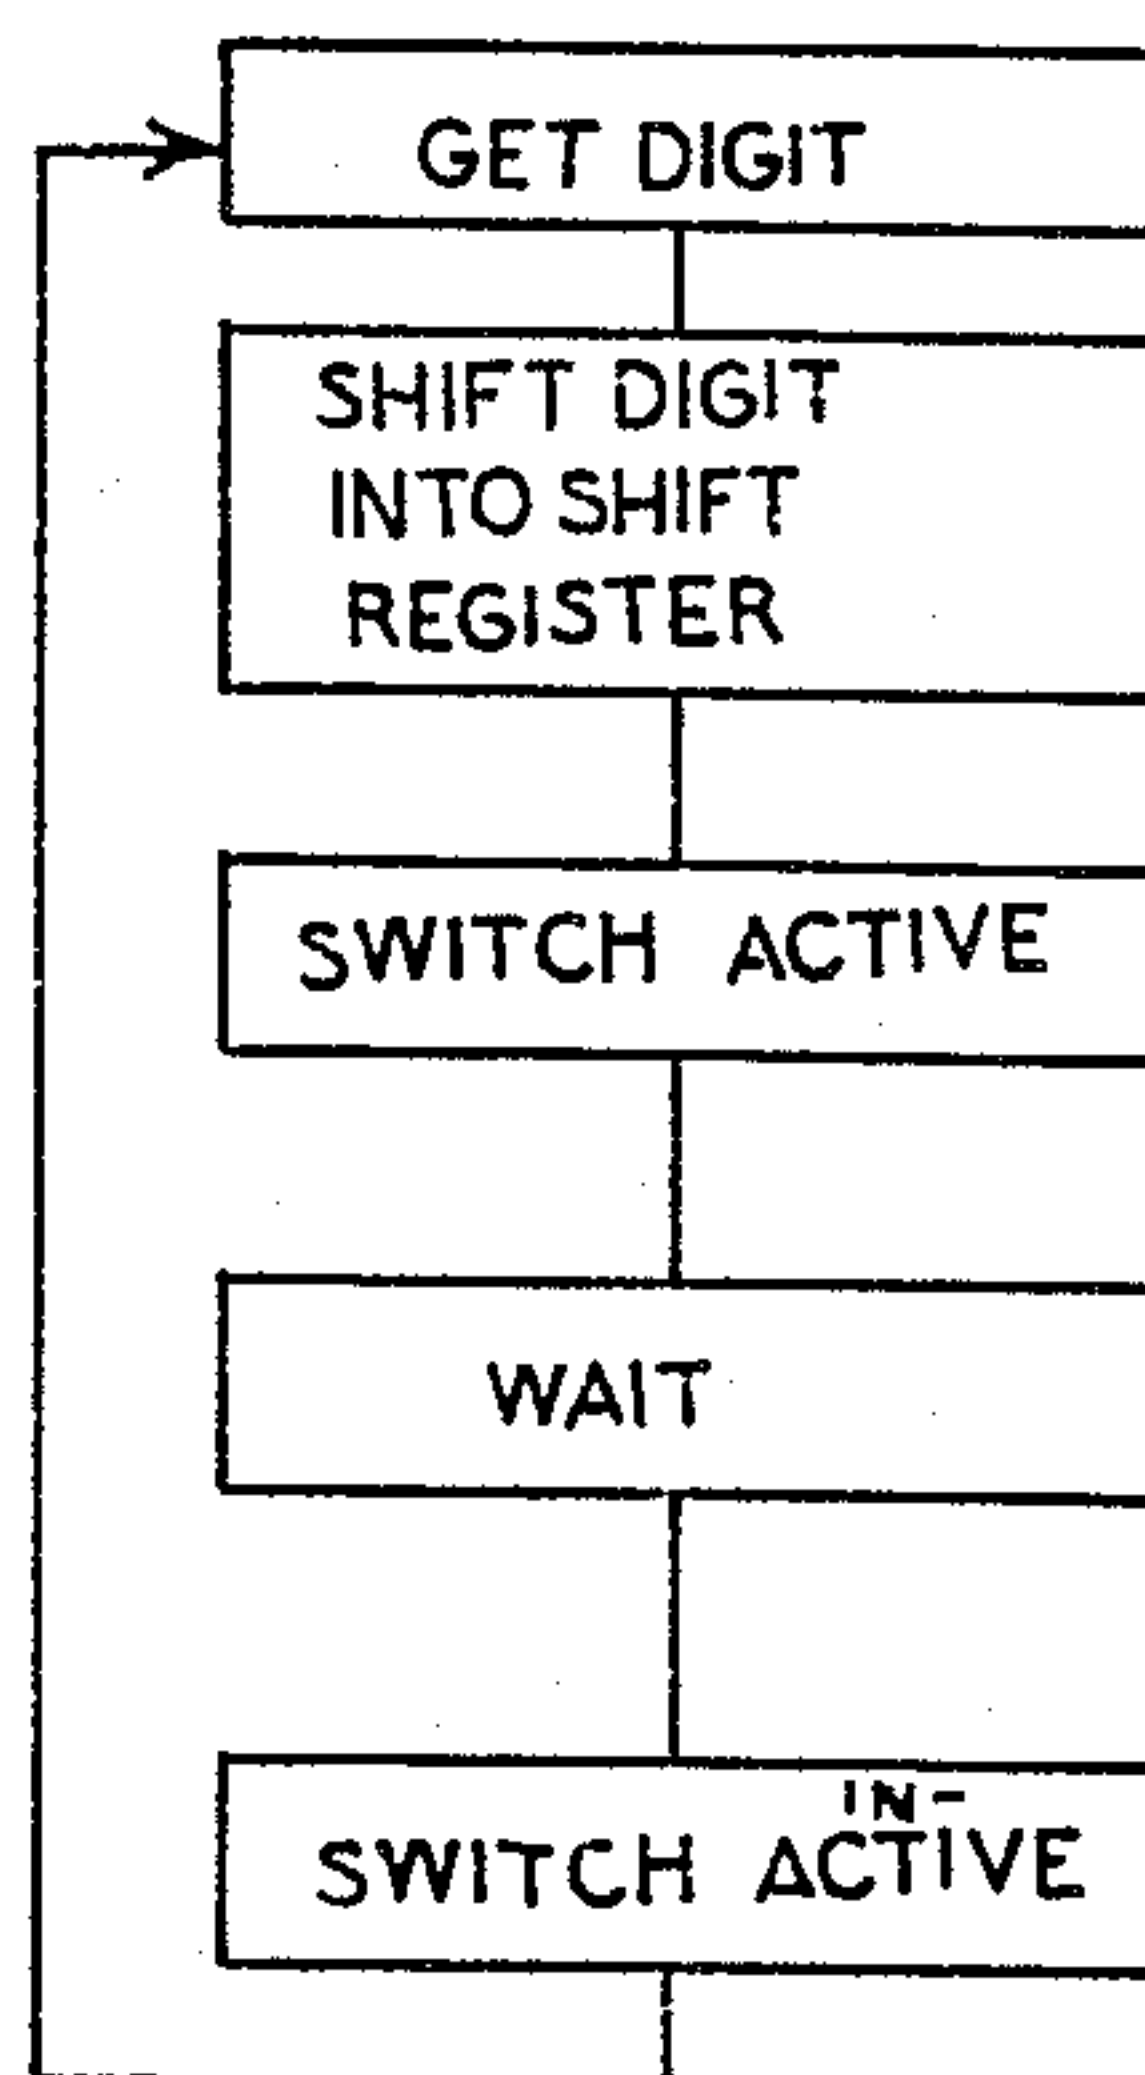 GET DIGIT
SHIFT DIGIT
INTO SHIFT
REGISTER
SWITCH ACTIVE
WAIT
IN-
SWITCH ACTIVE